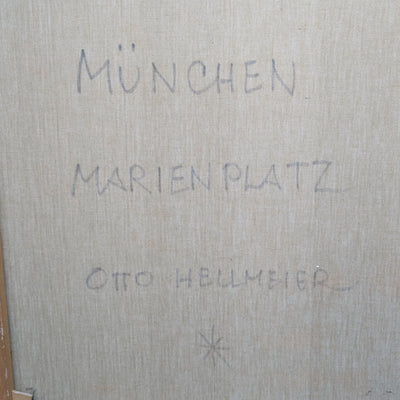 MÜNCHEN
MARIENPLATZ
OTTO HELLMEIER